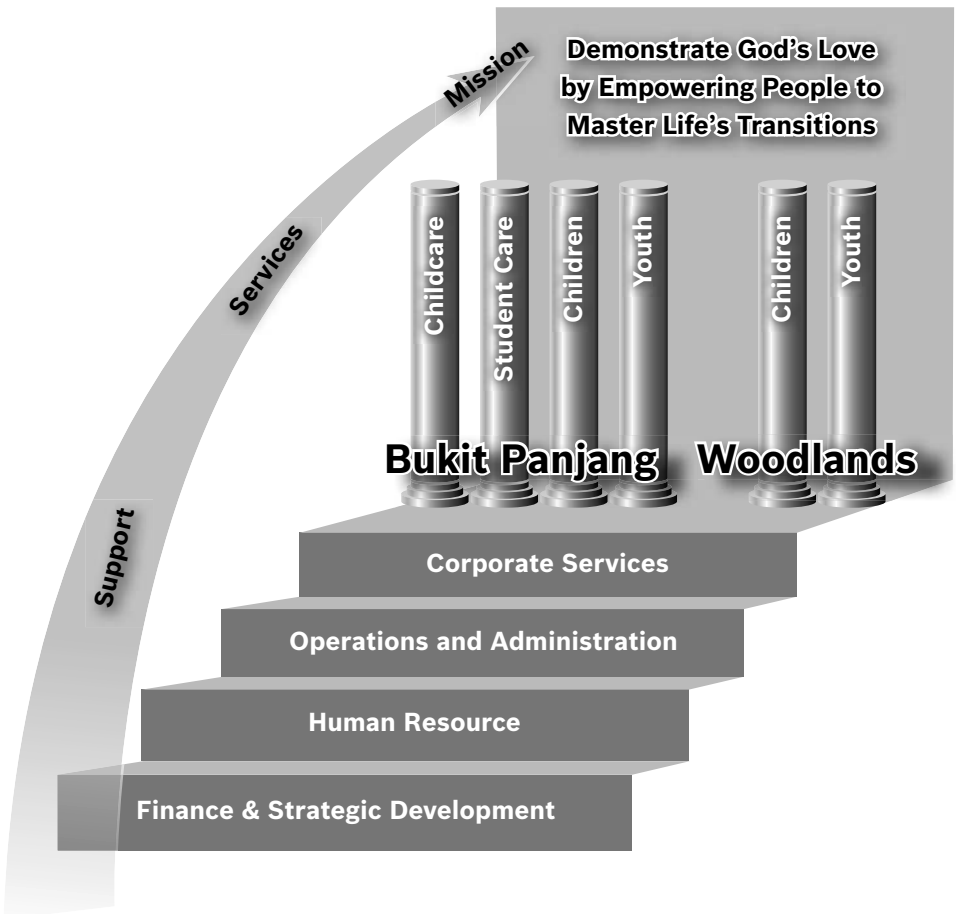 Mission
Demonstrate God's Love
by Empowering People to
Master Life's Transitions
Services
Support
Childcare
Student Care
Children
Youth
Children
Youth
Bukit Panjang
Woodlands
Corporate Services
Operations and Administration
Human Resource
Finance & Strategic Development